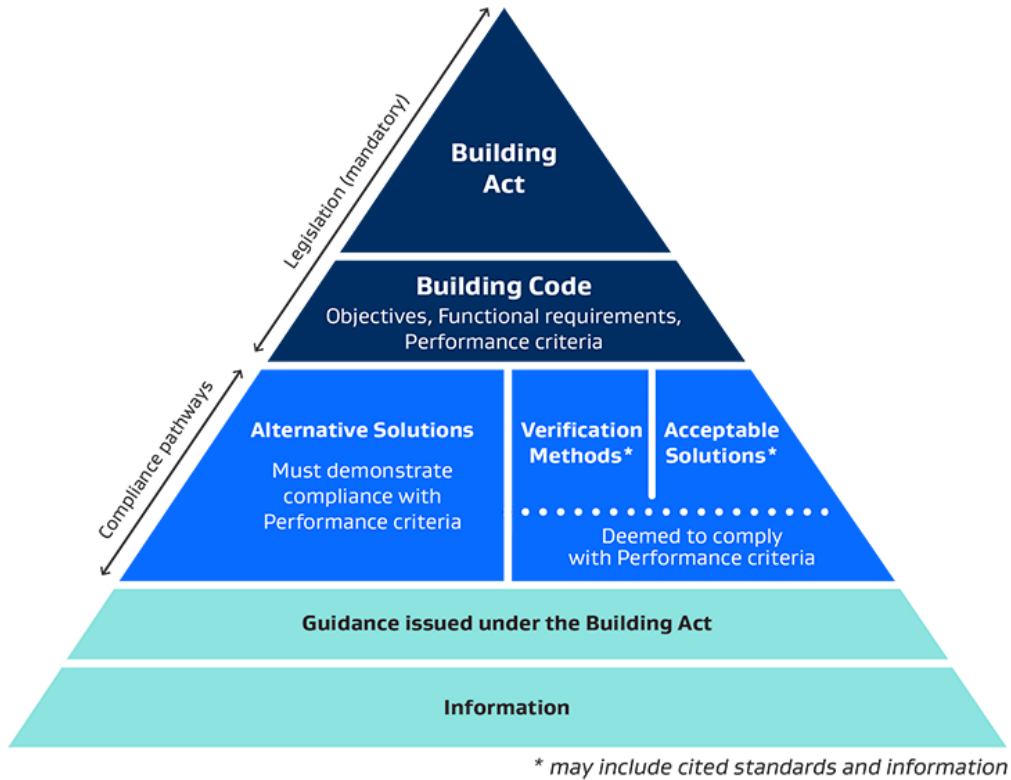 Legislation (mandatory)
Building
Act
Building Code
Objectives, Functional requirements,
Performance criteria
Compliance pathways
Alternative Solutions
Must demonstrate
compliance with
Performance criteria
Verification
Methods*
Acceptable
Solutions*
Deemed to comply
with Performance criteria
Guidance issued under the Building Act
Information
* may include cited standards and information